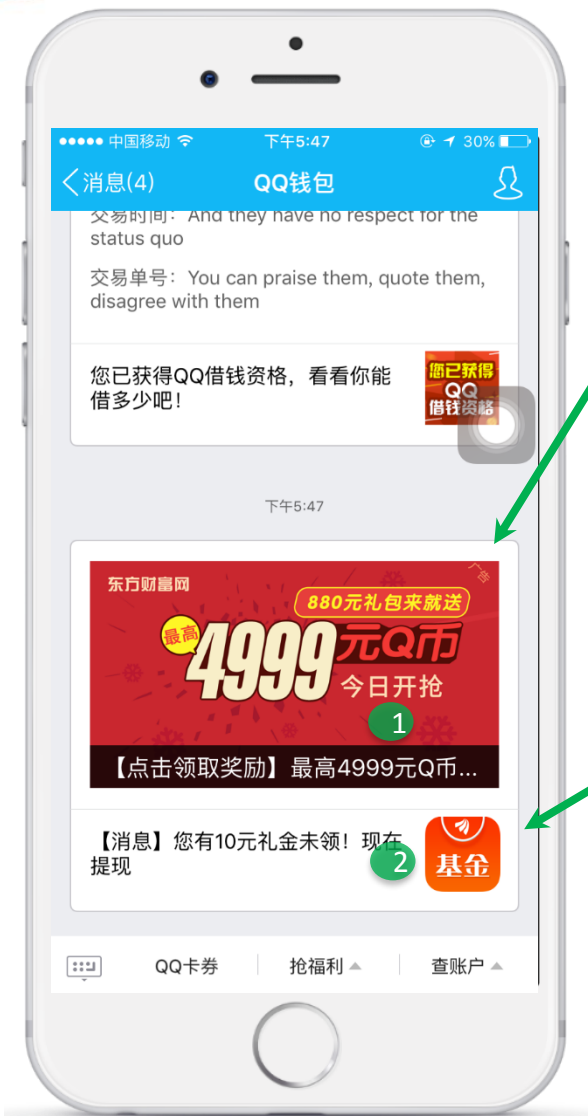 中国移动 下午5:47 30%
消息(4) QQ钱包
交易时间：And they have no respect for the
status quo
交易单号：You can praise them, quote them,
disagree with them
您已获得QQ借钱资格，看看你能
借多少吧！
您已获得
QQ
借钱资格
下午5:47
东方财富网
广告
880元礼包来就送
最高
4999元Q币
今日开抢
1
【点击领取奖励】最高4999元Q币...
【消息】您有10元礼金未领！现在
提现
2
基金
QQ卡券 抢福利 查账户